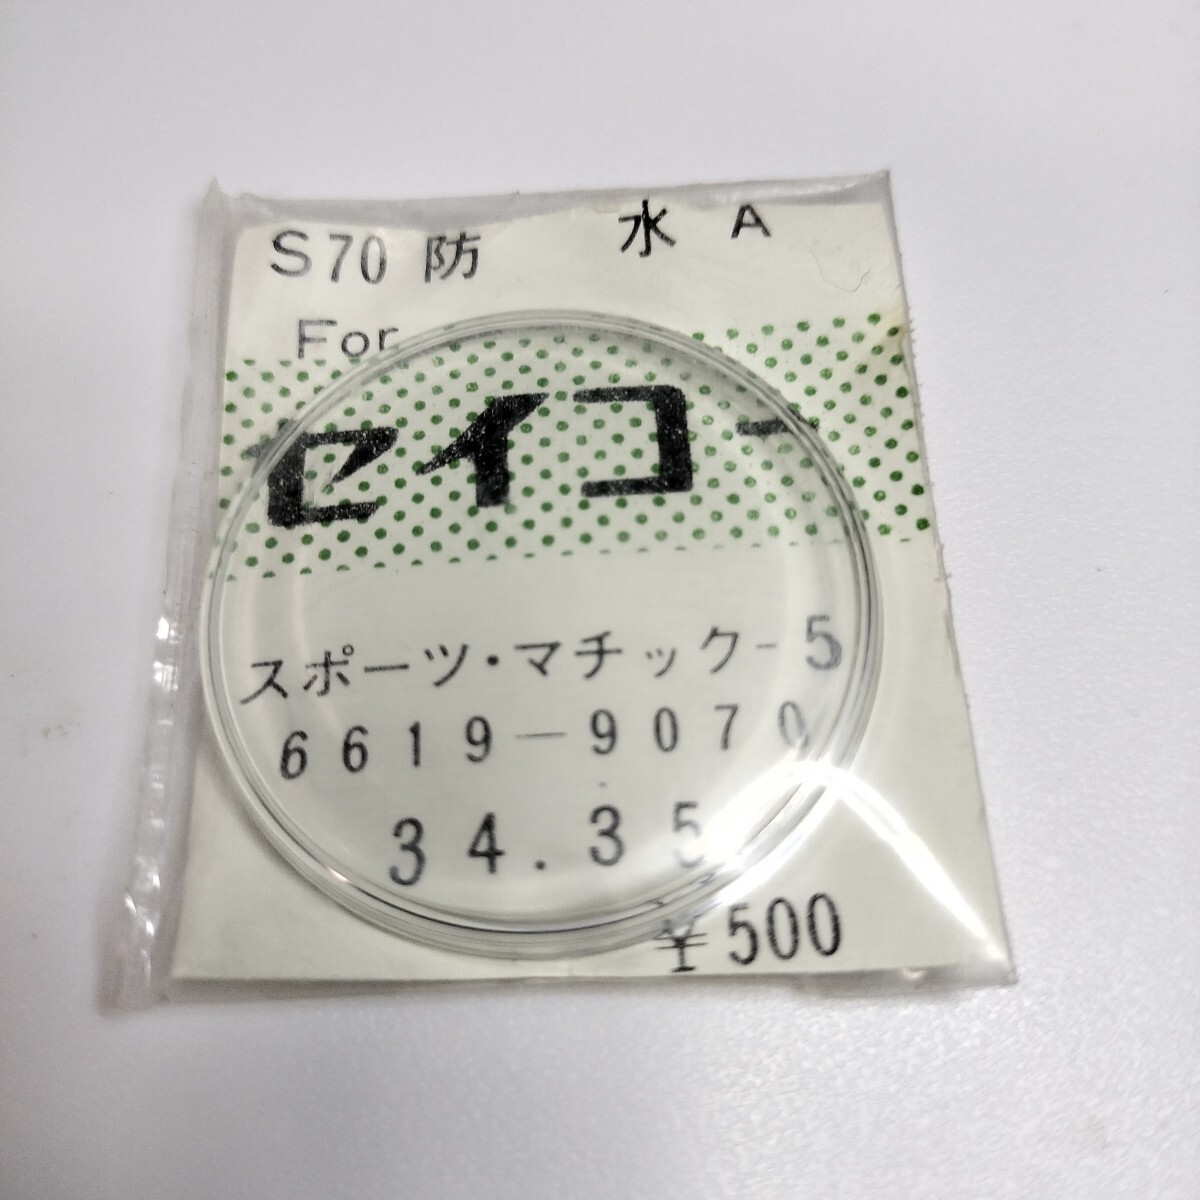 S70 防 水 A
For
セイコー
スポーツ・マチック-5
6619-9070
34.35
¥500